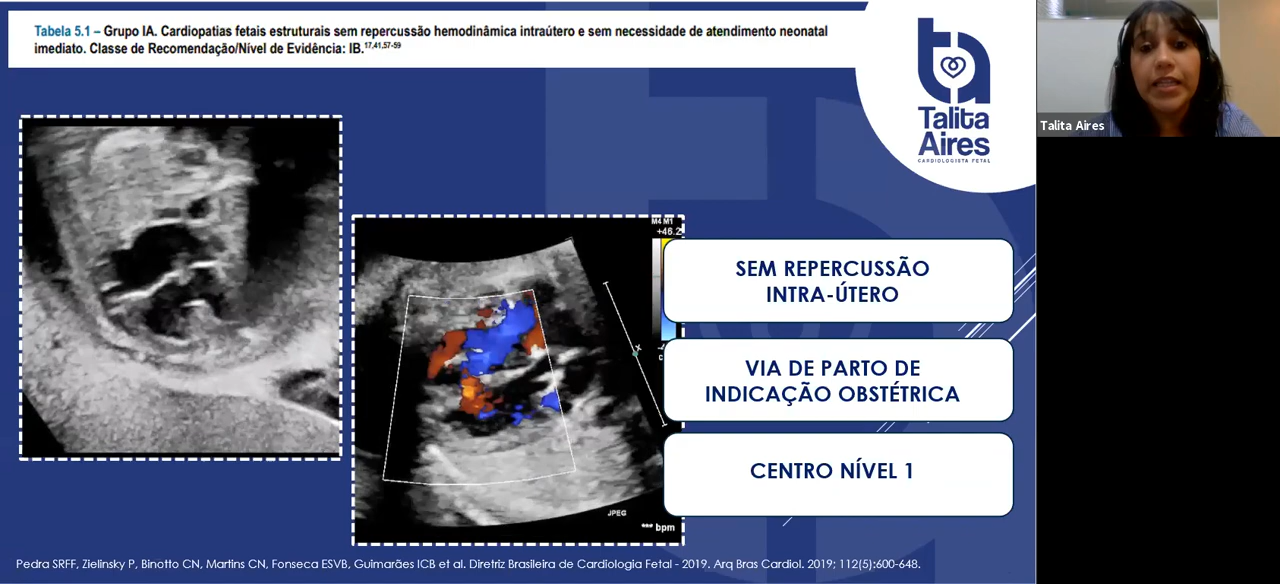 Tabela 5.1 – Grupo IA. Cardiopatias fetais estruturais sem repercussão hemodinâmica intraútero e sem necessidade de atendimento neonatal
imediato. Classe de Recomendação/Nível de Evidência: IB.17,41,57-59
ta
Talita
Aires
CARDIOLOGISTA FETAL
Talita Aires
M4 M1
+46.2
SEM REPERCUSSÃO
INTRA-ÚTERO
VIA DE PARTO DE
INDICAÇÃO OBSTÉTRICA
CENTRO NÍVEL 1
JPEG
*** bpm
Pedra SRFF, Zielinsky P, Binotto CN, Martins CN, Fonseca ESVB, Guimarães ICB et al. Diretriz Brasileira de Cardiologia Fetal - 2019. Arq Bras Cardiol. 2019; 112(5):600-648.